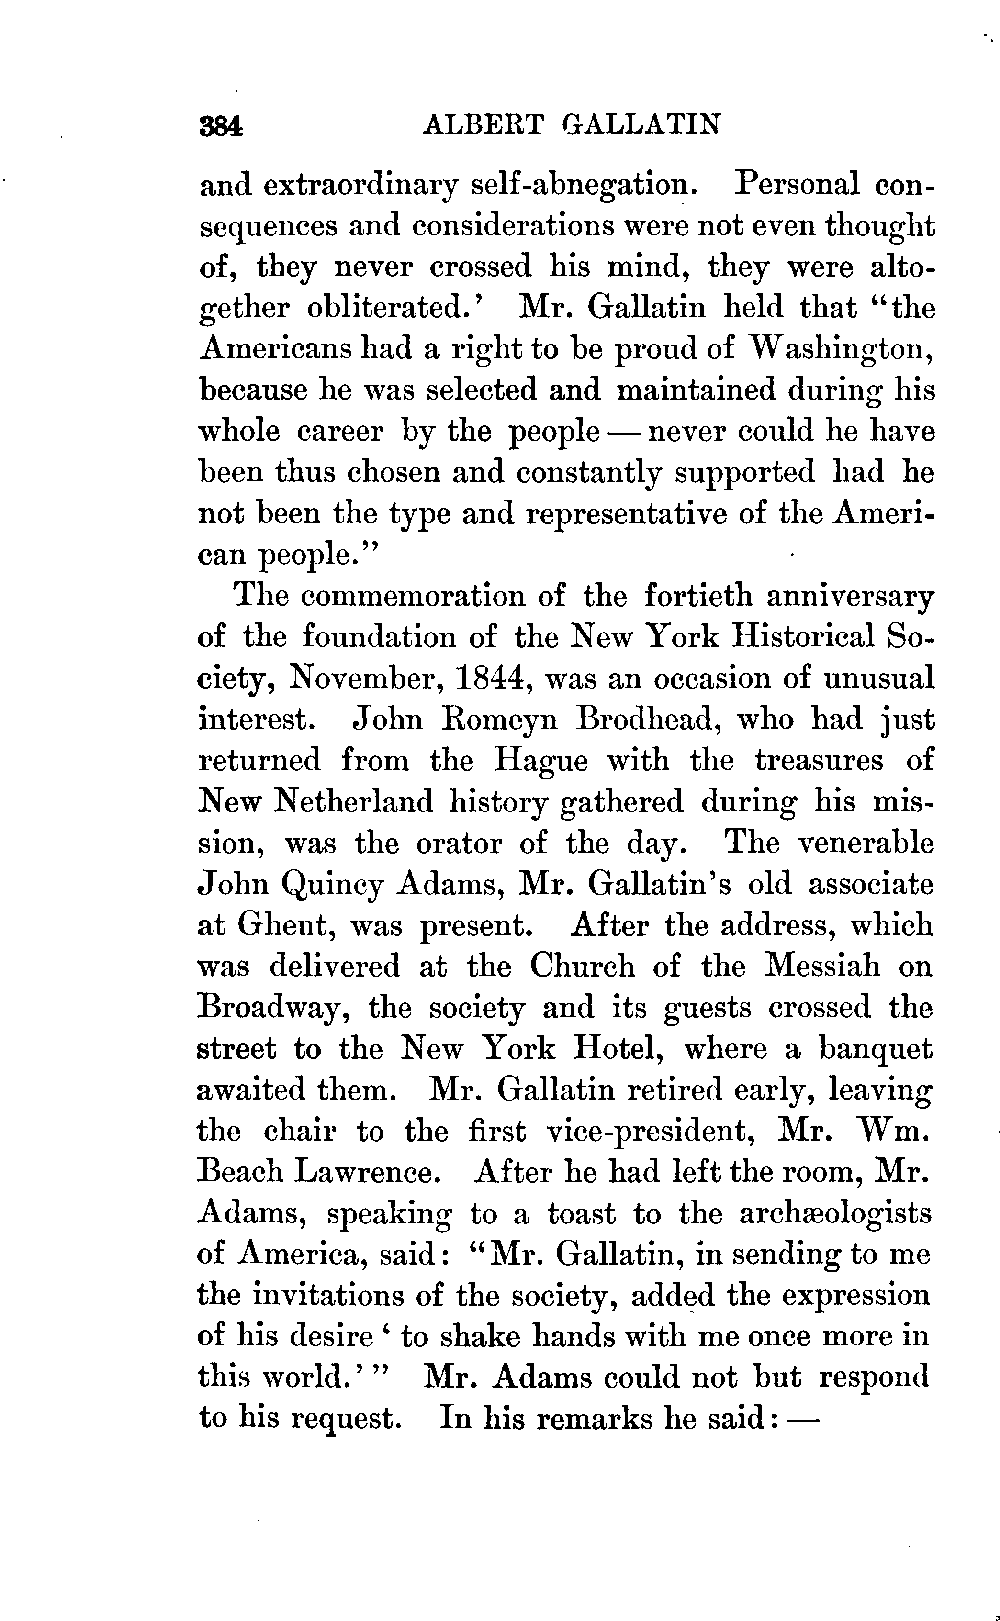 384 ALBERT GALLATIN
and extraordinary self-abnegation. Personal con-
sequences and considerations were not even thought
of, they never crossed his mind, they were alto-
gether obliterated.' Mr. Gallatin held that "the
Americans had a right to be proud of Washington,
because he was selected and maintained during his
whole career by the people — never could he have
been thus chosen and constantly supported had he
not been the type and representative of the Ameri-
can people."
The commemoration of the fortieth anniversary
of the foundation of the New York Historical So-
ciety, November, 1844, was an occasion of unusual
interest. John Romeyn Brodhead, who had just
returned from the Hague with the treasures of
New Netherland history gathered during his mis-
sion, was the orator of the day. The venerable
John Quincy Adams, Mr. Gallatin's old associate
at Ghent, was present. After the address, which
was delivered at the Church of the Messiah on
Broadway, the society and its guests crossed the
street to the New York Hotel, where a banquet
awaited them. Mr. Gallatin retired early, leaving
the chair to the first vice-president, Mr. Wm.
Beach Lawrence. After he had left the room, Mr.
Adams, speaking to a toast to the archæologists
of America, said: "Mr. Gallatin, in sending to me
the invitations of the society, added the expression
of his desire ' to shake hands with me once more in
this world.' " Mr. Adams could not but respond
to his request. In his remarks he said: —